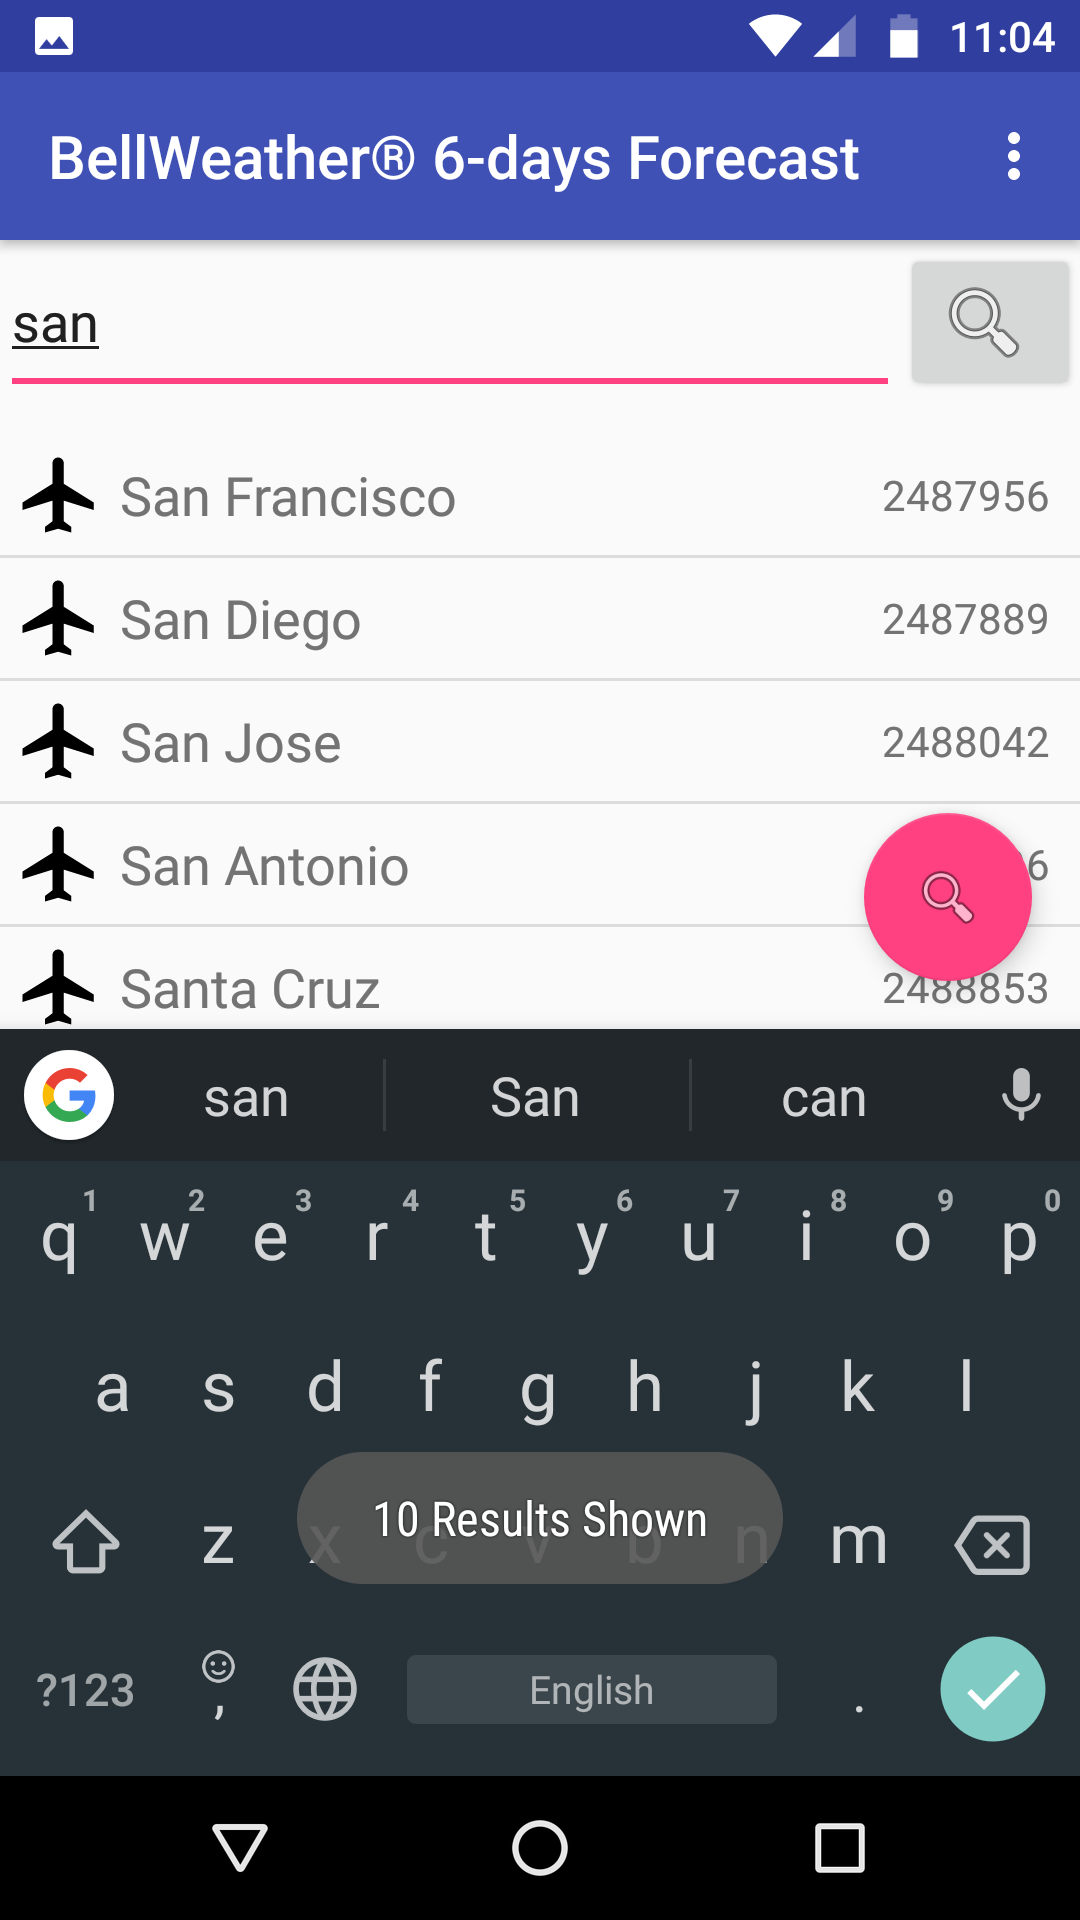 11:04
BellWeather® 6-days Forecast
san
San Francisco 2487956
San Diego 2487889
San Jose 2488042
San Antonio 6
Santa Cruz 2488853
san San can
1 2 3 4 5 6 7 8 9 0
q w e r t y u i o p
a s d f g h j k l
10 Results Shown
z x c v b n m
?123 , English .